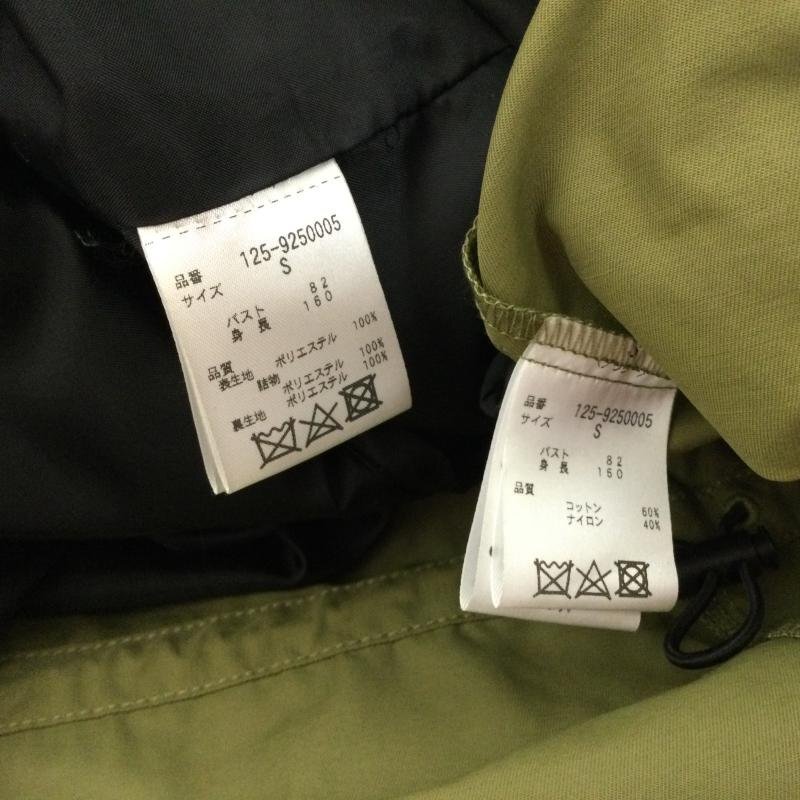 品番 125-9250005
サイズ S
バスト 82
身長 160
品質
表生地 ポリエステル 100%
詰物 ポリエステル 100%
裏生地 ポリエステル 100%
品番 125-9250005
サイズ S
バスト 82
身長 160
品質
コットン 60%
ナイロン 40%